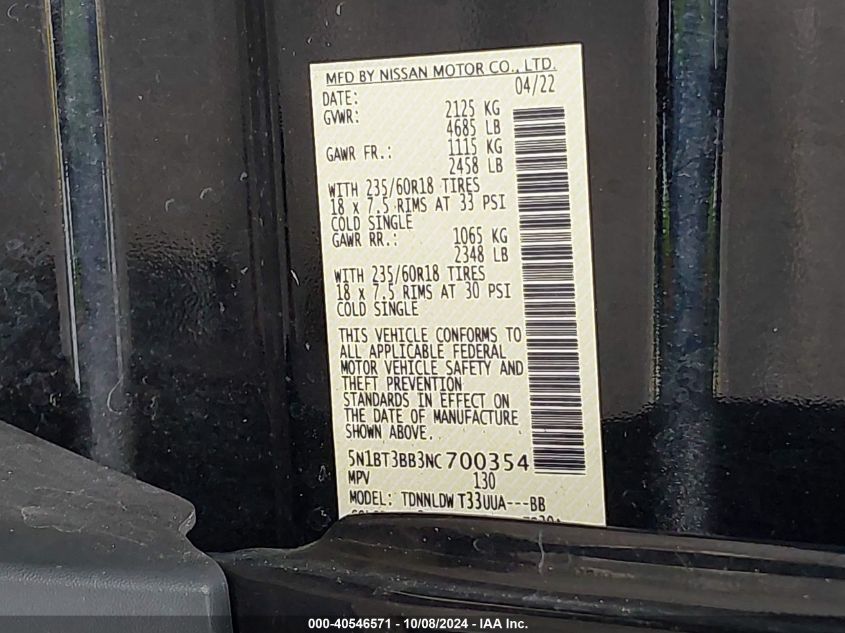 MFD BY NISSAN MOTOR CO., LTD.
DATE: 04/22
GVWR: 2125 KG
4685 LB
GAWR FR.: 1115 KG
2458 LB
WITH 235/60R18 TIRES
18 x 7.5 RIMS AT 33 PSI
COLD SINGLE
GAWR RR.: 1065 KG
2348 LB
WITH 235/60R18 TIRES
18 x 7.5 RIMS AT 30 PSI
COLD SINGLE
THIS VEHICLE CONFORMS TO
ALL APPLICABLE FEDERAL
MOTOR VEHICLE SAFETY AND
THEFT PREVENTION
STANDARDS IN EFFECT ON
THE DATE OF MANUFACTURE
SHOWN ABOVE.
5N1BT3BB3NC700354
MPV 130
MODEL: TDNNLDW T33UUA---BB
000-40546571 - 10/08/2024 - IAA Inc.